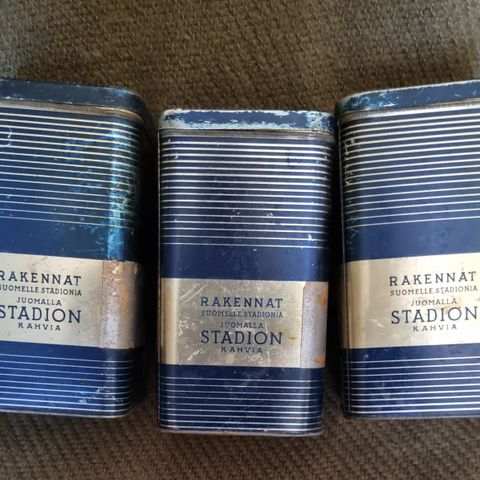 RAKENNAT
SUOMELLE STADIONIA
JUOMALLA
STADION
KAHVIA
RAKENNAT
SUOMELLE STADIONIA
JUOMALLA
STADION
KAHVIA
RAKENNAT
SUOMELLE STADIONIA
JUOMALLA
STADION
KAHVIA